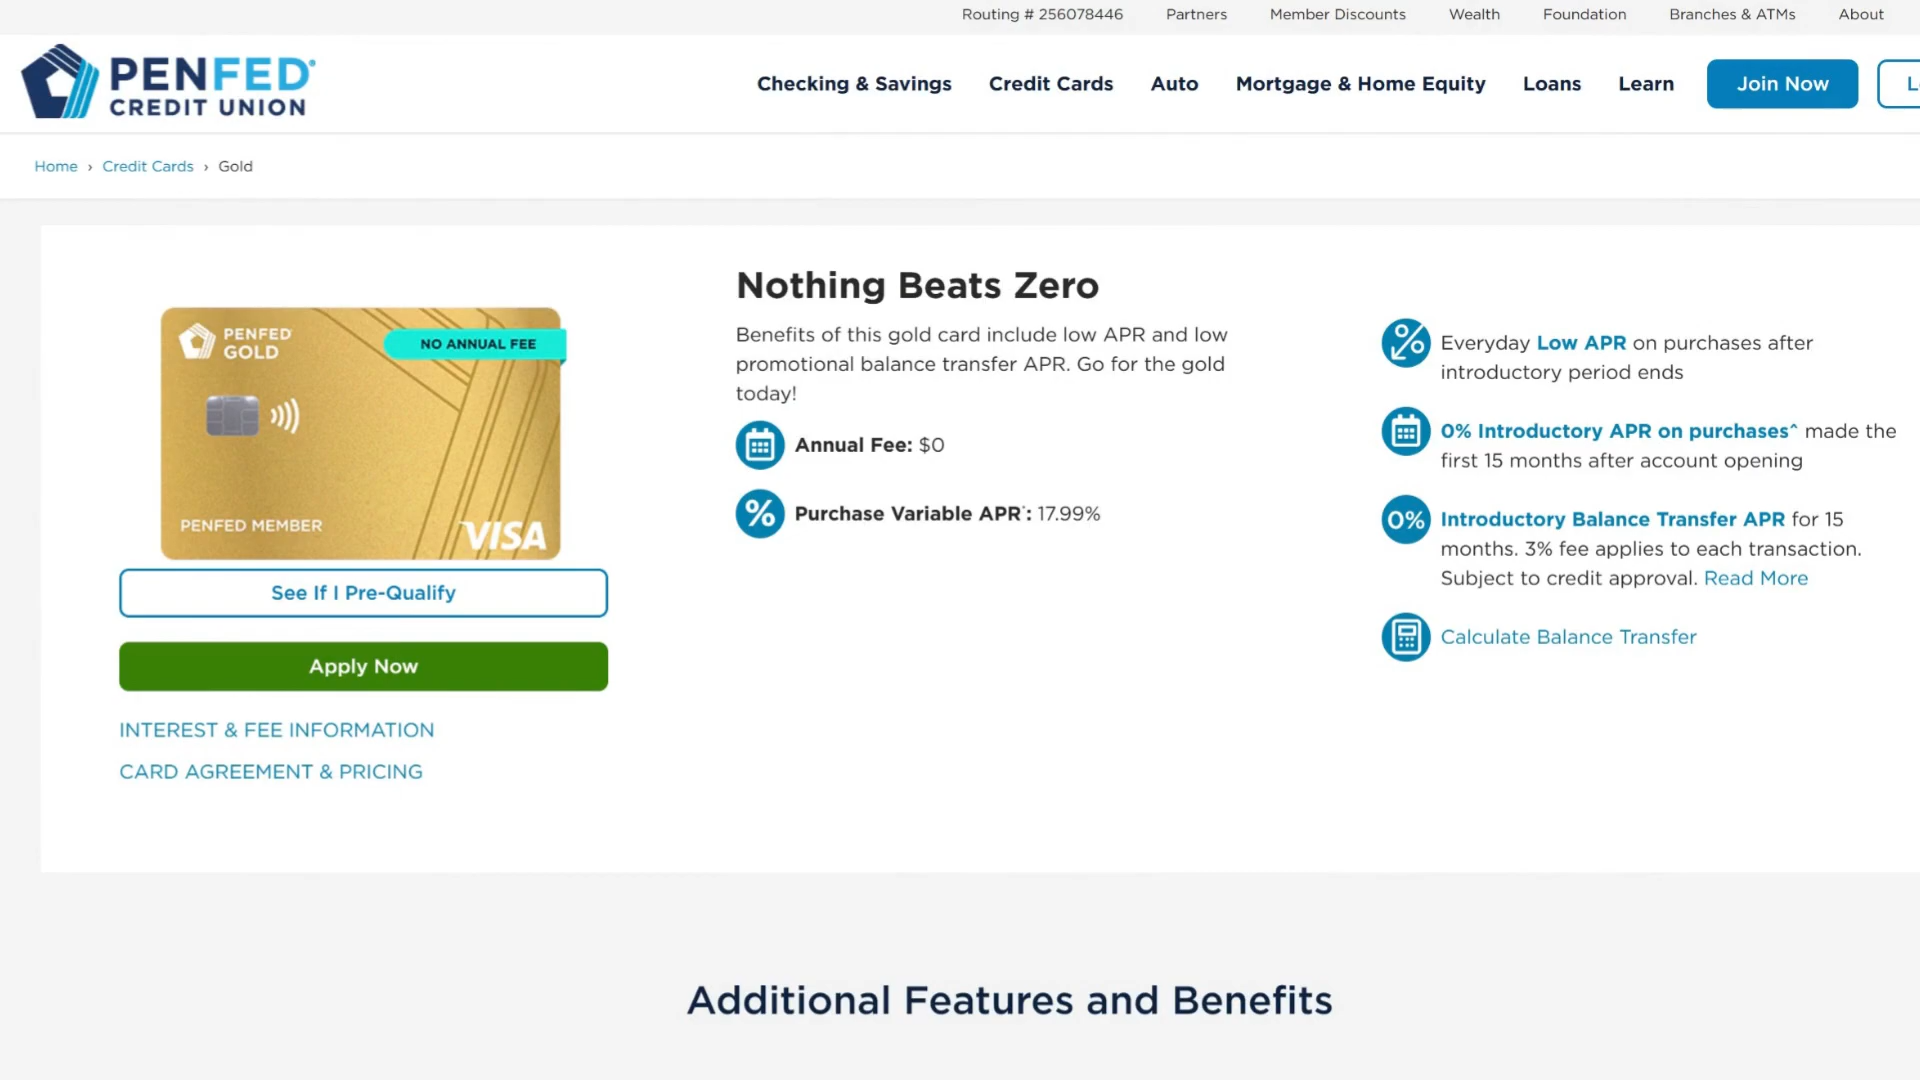 Routing # 256078446 Partners Member Discounts Wealth Foundation Branches & ATMs About
PENFED
CREDIT UNION
Checking & Savings Credit Cards Auto Mortgage & Home Equity Loans Learn Join Now
Home › Credit Cards › Gold
PENFED
GOLD
NO ANNUAL FEE
PENFED MEMBER
VISA
See If I Pre-Qualify
Apply Now
INTEREST & FEE INFORMATION
CARD AGREEMENT & PRICING
Nothing Beats Zero
Benefits of this gold card include low APR and low
promotional balance transfer APR. Go for the gold
today!
Annual Fee: $0
% Purchase Variable APR*: 17.99%
Everyday Low APR on purchases after
introductory period ends
0% Introductory APR on purchases^ made the
first 15 months after account opening
0% Introductory Balance Transfer APR for 15
months. 3% fee applies to each transaction.
Subject to credit approval. Read More
Calculate Balance Transfer
Additional Features and Benefits